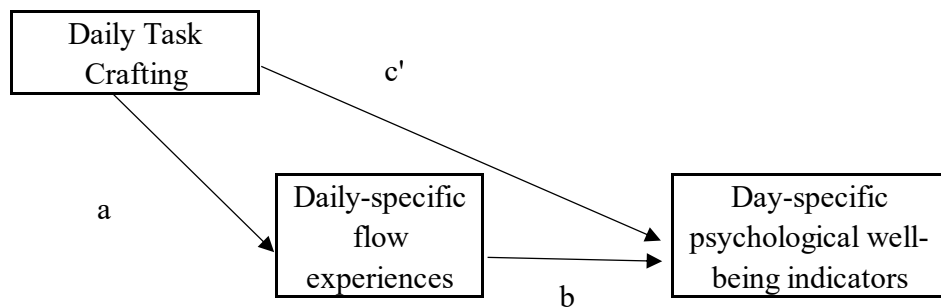 Daily Task
Crafting
c'
a
Daily-specific
flow
experiences
Day-specific
psychological well-
being indicators
b